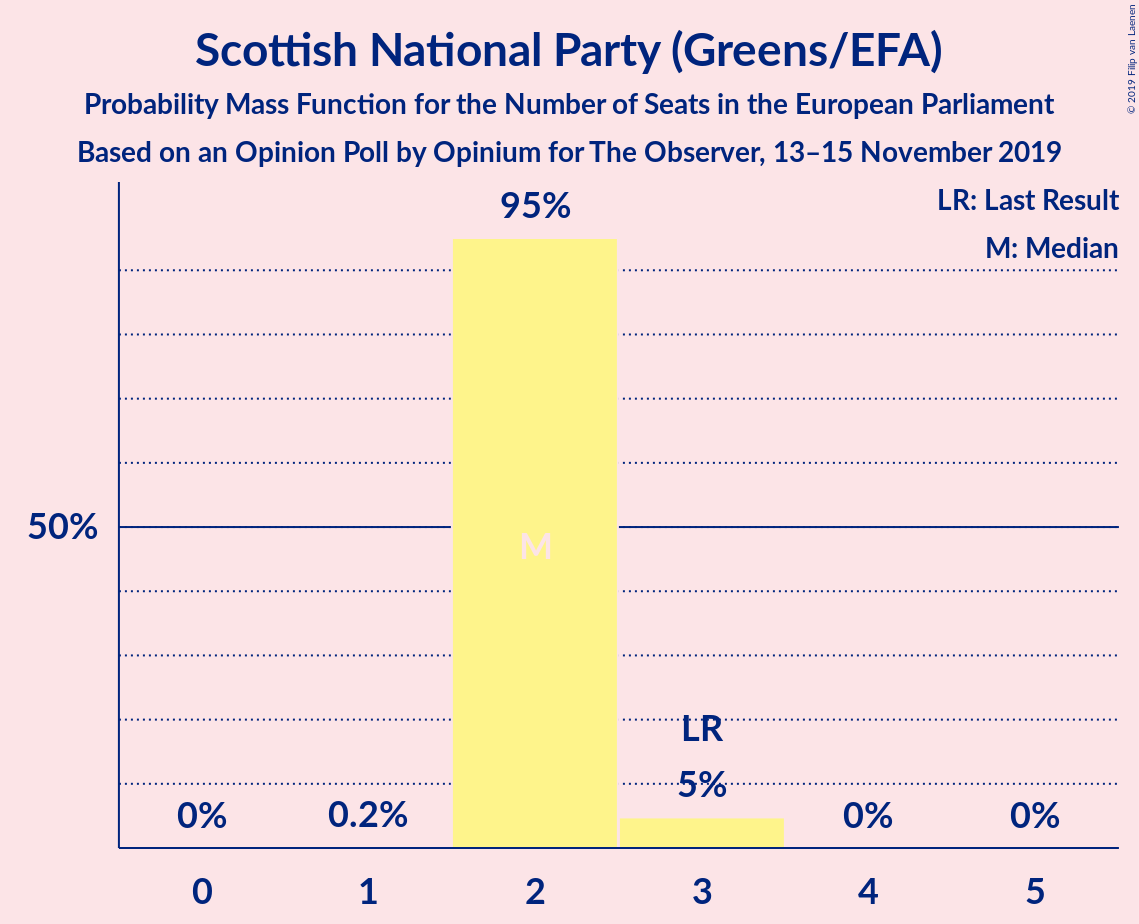 Scottish National Party (Greens/EFA)
Probability Mass Function for the Number of Seats in the European Parliament
Based on an Opinion Poll by Opinium for The Observer, 13–15 November 2019
© 2019 Filip van Laenen
LR: Last Result
M: Median
95%
50%
M
LR
5%
0% 0.2% 0% 0%
0 1 2 3 4 5